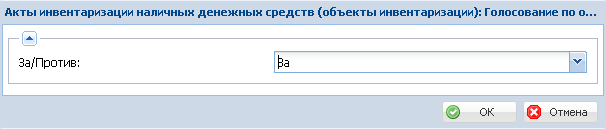 Акты инвентаризации наличных денежных средств (объекты инвентаризации): Голосование по о...
За/Против: За
ОК Отмена